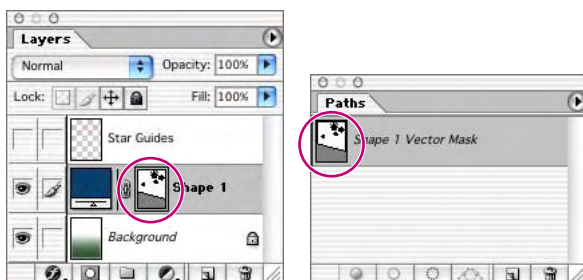 Layers
Normal Opacity: 100%
Lock: Fill: 100%
Star Guides
Shape 1
Background
Paths
Shape 1 Vector Mask